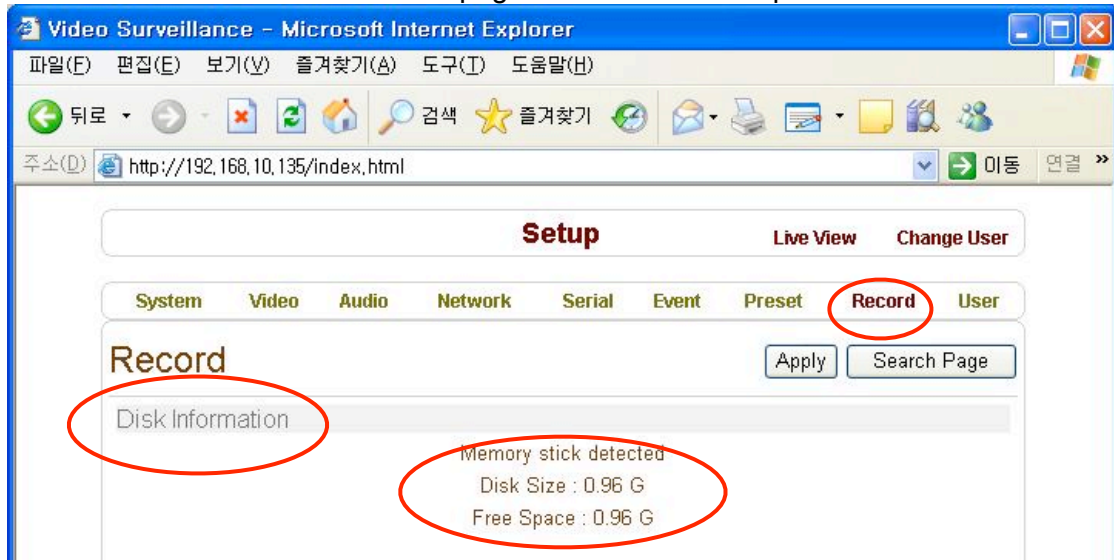 Video Surveillance - Microsoft Internet Explorer
파일(F) 편집(E) 보기(V) 즐겨찾기(A) 도구(T) 도움말(H)
뒤로 검색 즐겨찾기
주소(D) http://192,168,10,135/index,html 이동 연결 »
Setup Live View Change User
System Video Audio Network Serial Event Preset Record User
Record Apply Search Page
Disk Information
Memory stick detected
Disk Size : 0.96 G
Free Space : 0.96 G